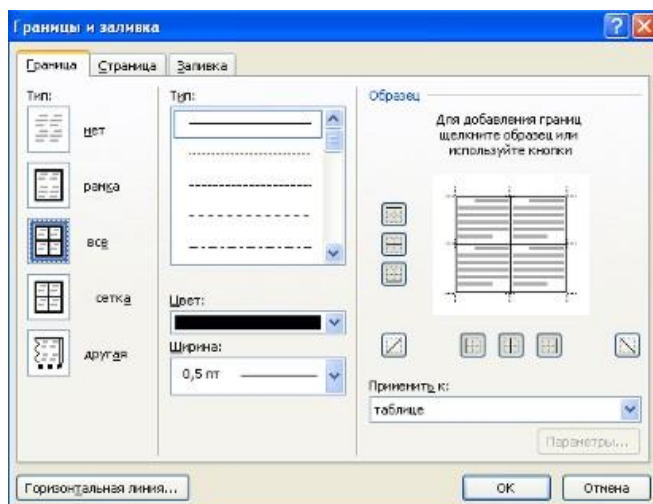 Границы и заливка
Граница
Страница
Заливка
Тип:
нет
рамка
все
сетка
другая
Тип:
Цвет:
Ширина:
0,5 пт
Образец
Для добавления границ
щелкните образец или
используйте кнопки
Применить к:
таблице
Параметры...
Горизонтальная линия...
ОК
Отмена